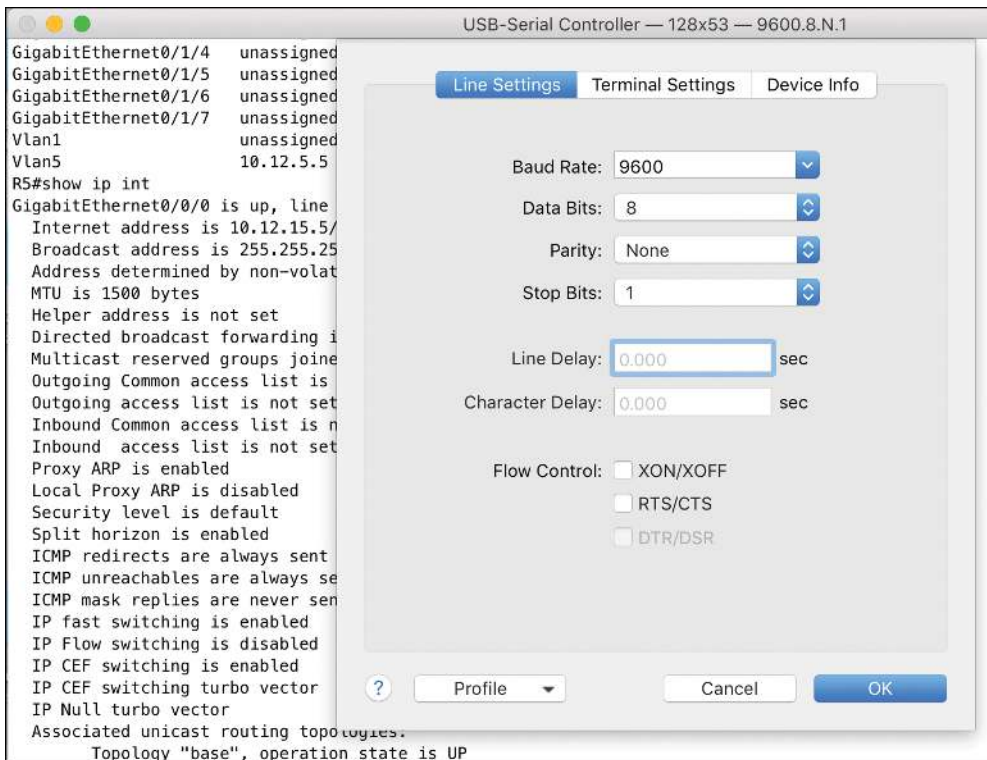 USB-Serial Controller — 128x53 — 9600.8.N.1
GigabitEthernet0/1/4 unassigned
GigabitEthernet0/1/5 unassigned
GigabitEthernet0/1/6 unassigned
GigabitEthernet0/1/7 unassigned
Vlan1 unassigned
Vlan5 10.12.5.5
R5#show ip int
GigabitEthernet0/0/0 is up, line
Internet address is 10.12.15.5/
Broadcast address is 255.255.25
Address determined by non-volat
MTU is 1500 bytes
Helper address is not set
Directed broadcast forwarding i
Multicast reserved groups joine
Outgoing Common access list is
Outgoing access list is not set
Inbound Common access list is n
Inbound access list is not set
Proxy ARP is enabled
Local Proxy ARP is disabled
Security level is default
Split horizon is enabled
ICMP redirects are always sent
ICMP unreachables are always se
ICMP mask replies are never sen
IP fast switching is enabled
IP Flow switching is disabled
IP CEF switching is enabled
IP CEF switching turbo vector
IP Null turbo vector
Associated unicast routing topologies:
Topology "base", operation state is UP
Line Settings Terminal Settings Device Info
Baud Rate: 9600
Data Bits: 8
Parity: None
Stop Bits: 1
Line Delay: 0.000 sec
Character Delay: 0.000 sec
Flow Control: XON/XOFF
RTS/CTS
DTR/DSR
? Profile Cancel OK